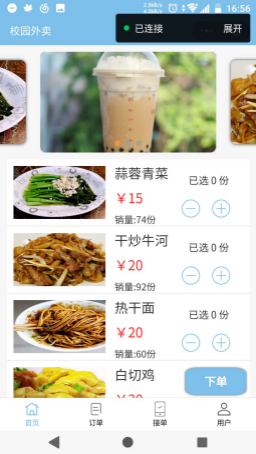 16:56
校园外卖
已连接
展开
蒜蓉青菜
已选 0 份
￥15
销量:74份
干炒牛河
已选 0 份
￥20
销量:92份
热干面
已选 0 份
￥20
销量:60份
白切鸡
下单
首页
订单
接单
用户